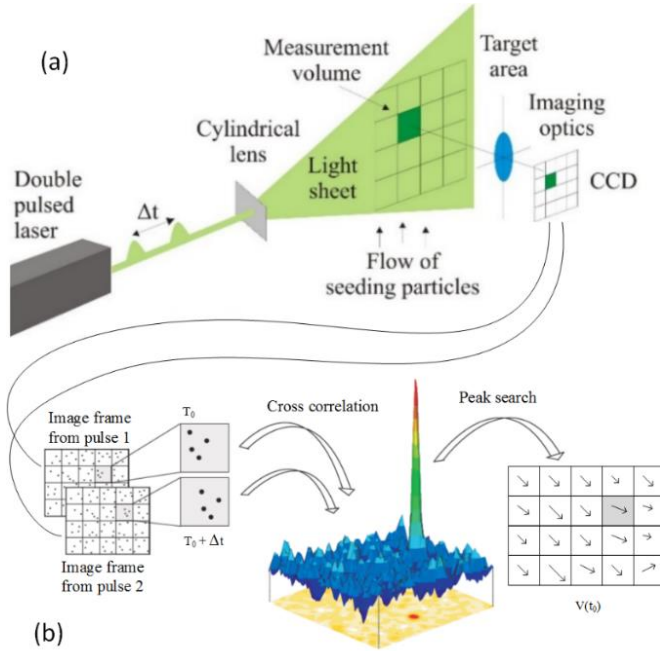 (a)
Measurement
volume
Target
area
Imaging
optics
Cylindrical
lens
CCD
Light
sheet
Double
pulsed
laser
Δt
Flow of
seeding particles
Image frame
from pulse 1
T₀
Cross correlation
Peak search
T₀ + Δt
Image frame
from pulse 2
V(t₀)
(b)